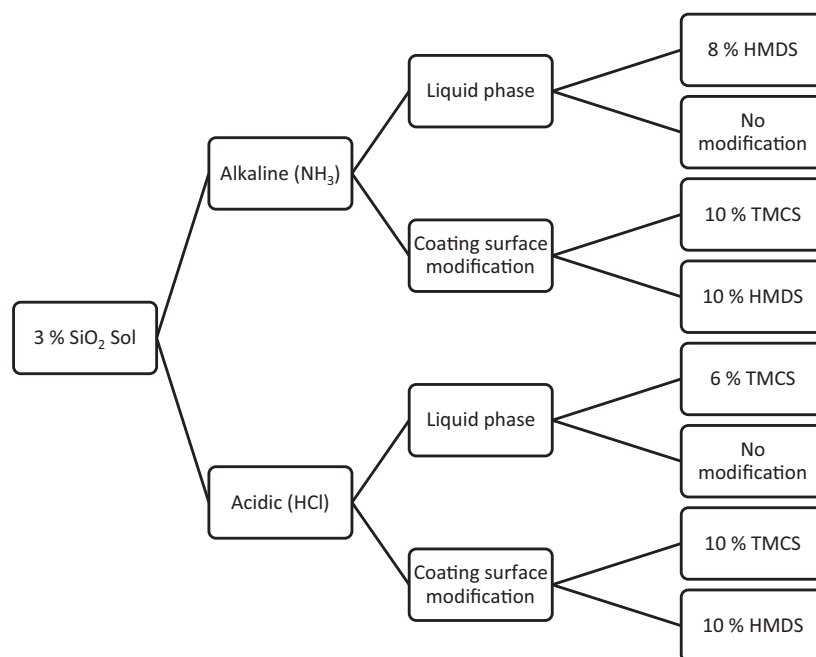 8 % HMDS
Liquid phase
No
modification
Alkaline (NH₃)
10 % TMCS
Coating surface
modification
10 % HMDS
3 % SiO₂ Sol
6 % TMCS
Liquid phase
No
modification
Acidic (HCl)
10 % TMCS
Coating surface
modification
10 % HMDS